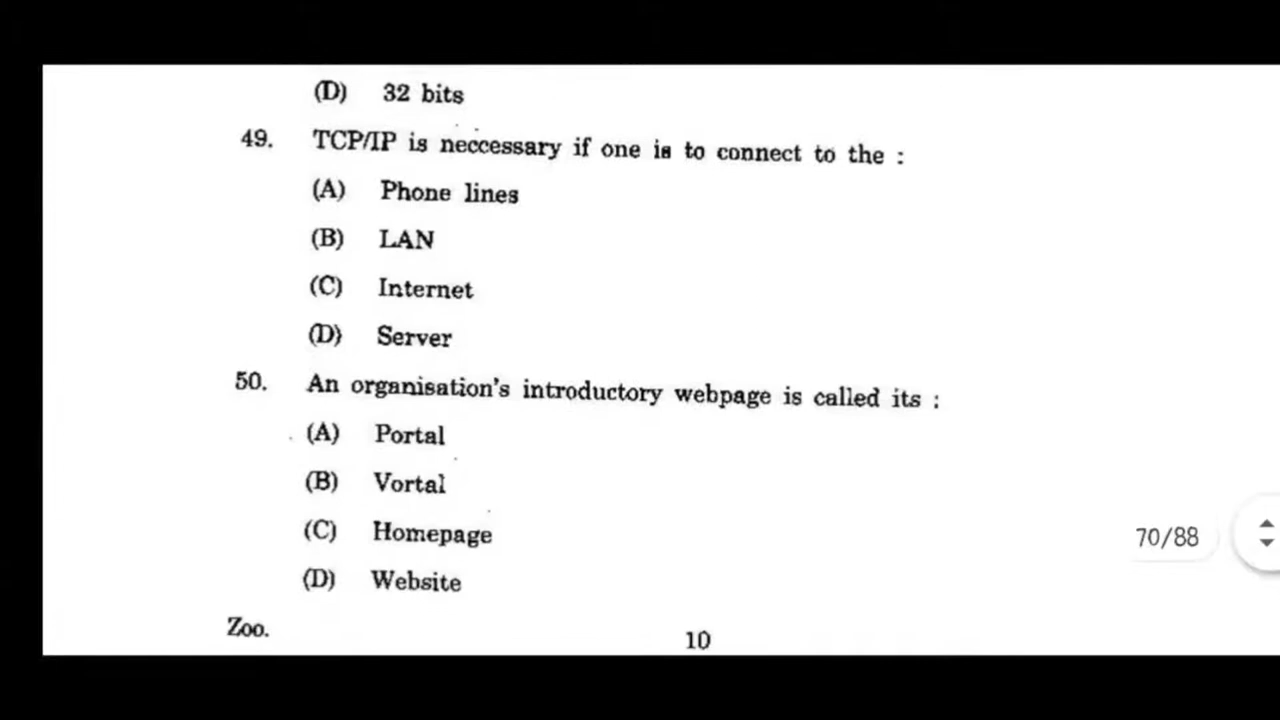 (D) 32 bits
49. TCP/IP is neccessary if one is to connect to the :
(A) Phone lines
(B) LAN
(C) Internet
(D) Server
50. An organisation's introductory webpage is called its :
(A) Portal
(B) Vortal
(C) Homepage
(D) Website
70/88
Zoo. 10